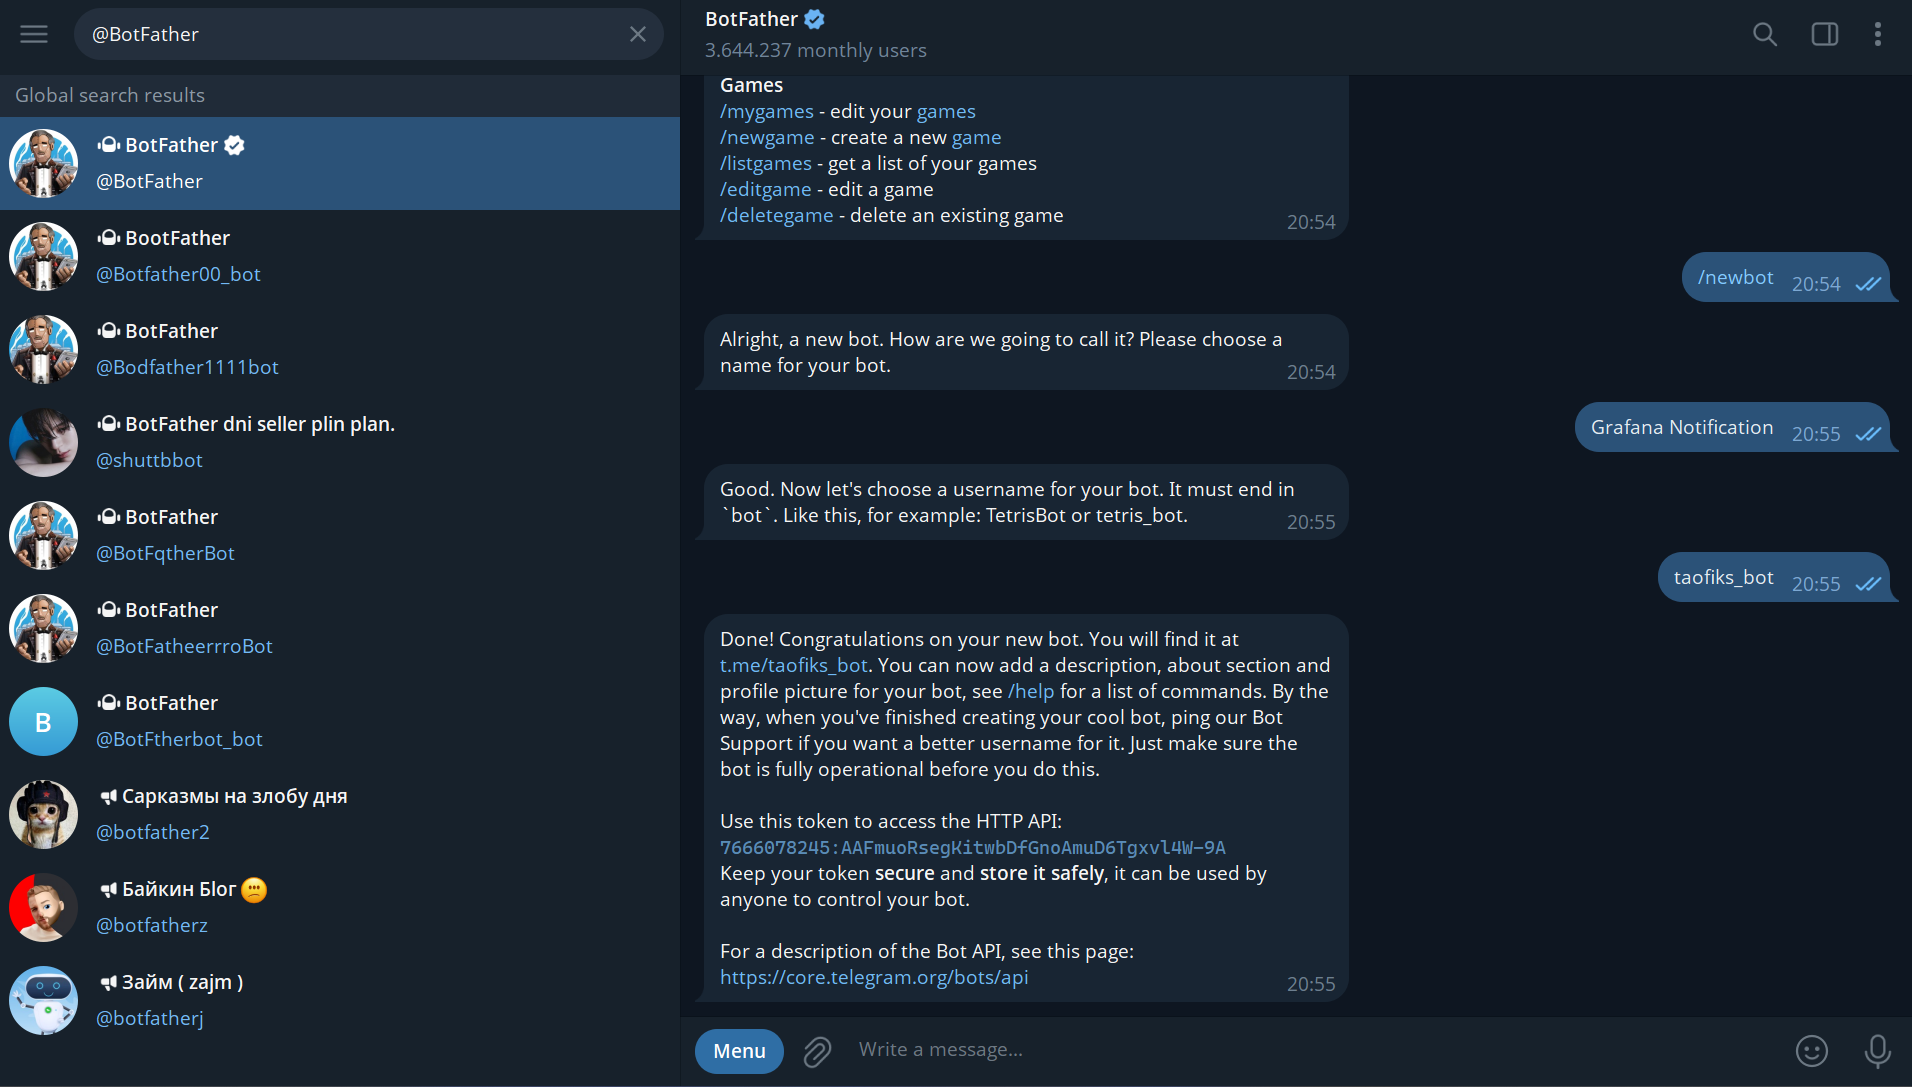 @BotFather
Global search results
BotFather
@BotFather
BootFather
@Botfather00_bot
BotFather
@Bodfather1111bot
BotFather dni seller plin plan.
@shuttbbot
BotFather
@BotFqtherBot
BotFather
@BotFatheerrroBot
B
BotFather
@BotFtherbot_bot
Сарказмы на злобу дня
@botfather2
Байкин Бlог
@botfatherz
Займ ( zajm )
@botfatherj
BotFather
3.644.237 monthly users
Games
/mygames - edit your games
/newgame - create a new game
/listgames - get a list of your games
/editgame - edit a game
/deletegame - delete an existing game
20:54
/newbot 20:54
Alright, a new bot. How are we going to call it? Please choose a
name for your bot.
20:54
Grafana Notification 20:55
Good. Now let's choose a username for your bot. It must end in
`bot`. Like this, for example: TetrisBot or tetris_bot.
20:55
taofiks_bot 20:55
Done! Congratulations on your new bot. You will find it at
t.me/taofiks_bot. You can now add a description, about section and
profile picture for your bot, see /help for a list of commands. By the
way, when you've finished creating your cool bot, ping our Bot
Support if you want a better username for it. Just make sure the
bot is fully operational before you do this.
Use this token to access the HTTP API:
7666078245:AAFmuoRsegKitwbDfGnoAmuD6Tgxvl4W-9A
Keep your token secure and store it safely, it can be used by
anyone to control your bot.
For a description of the Bot API, see this page:
https://core.telegram.org/bots/api
20:55
Menu
Write a message...